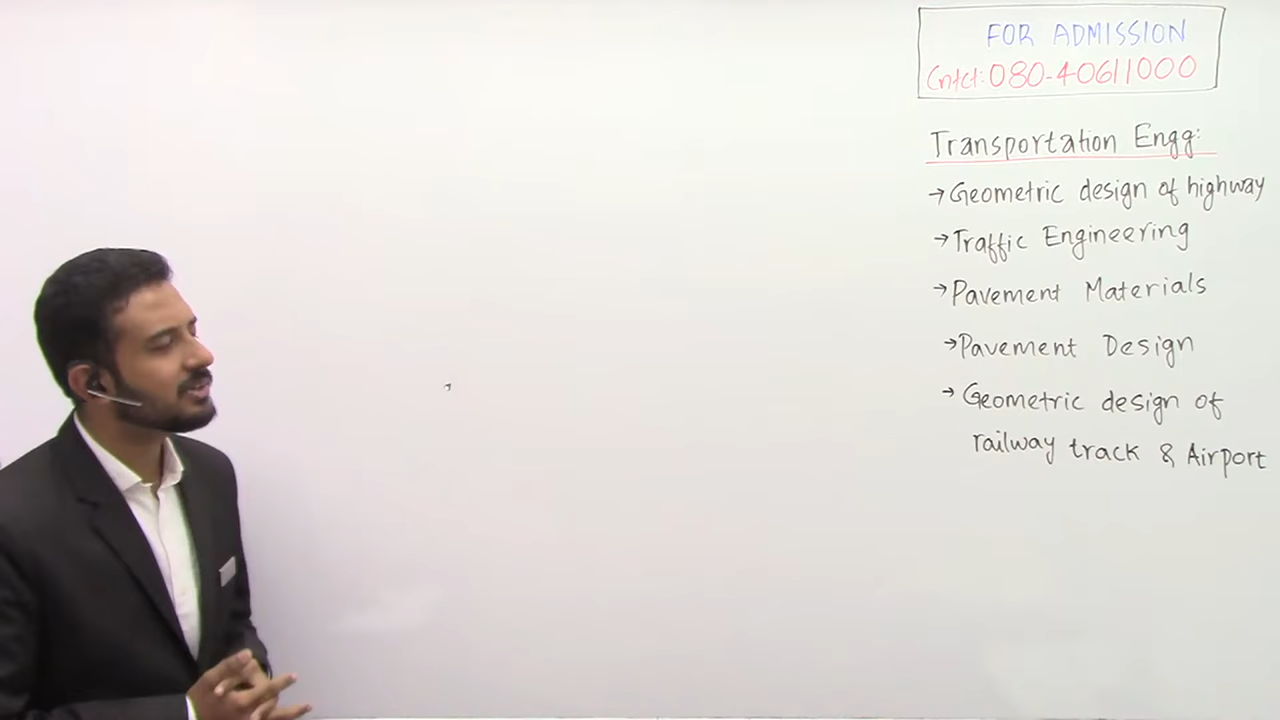 FOR ADMISSION
Cntct: 080-40611000
Transportation Engg:
→ Geometric design of highway
→ Traffic Engineering
→ Pavement Materials
→ Pavement Design
→ Geometric design of
railway track & Airport